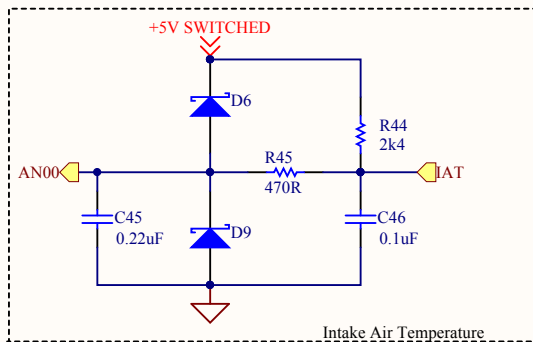 +5V SWITCHED
D6
R44
2k4
R45
AN00
IAT
470R
C45
0.22uF
D9
C46
0.1uF
Intake Air Temperature